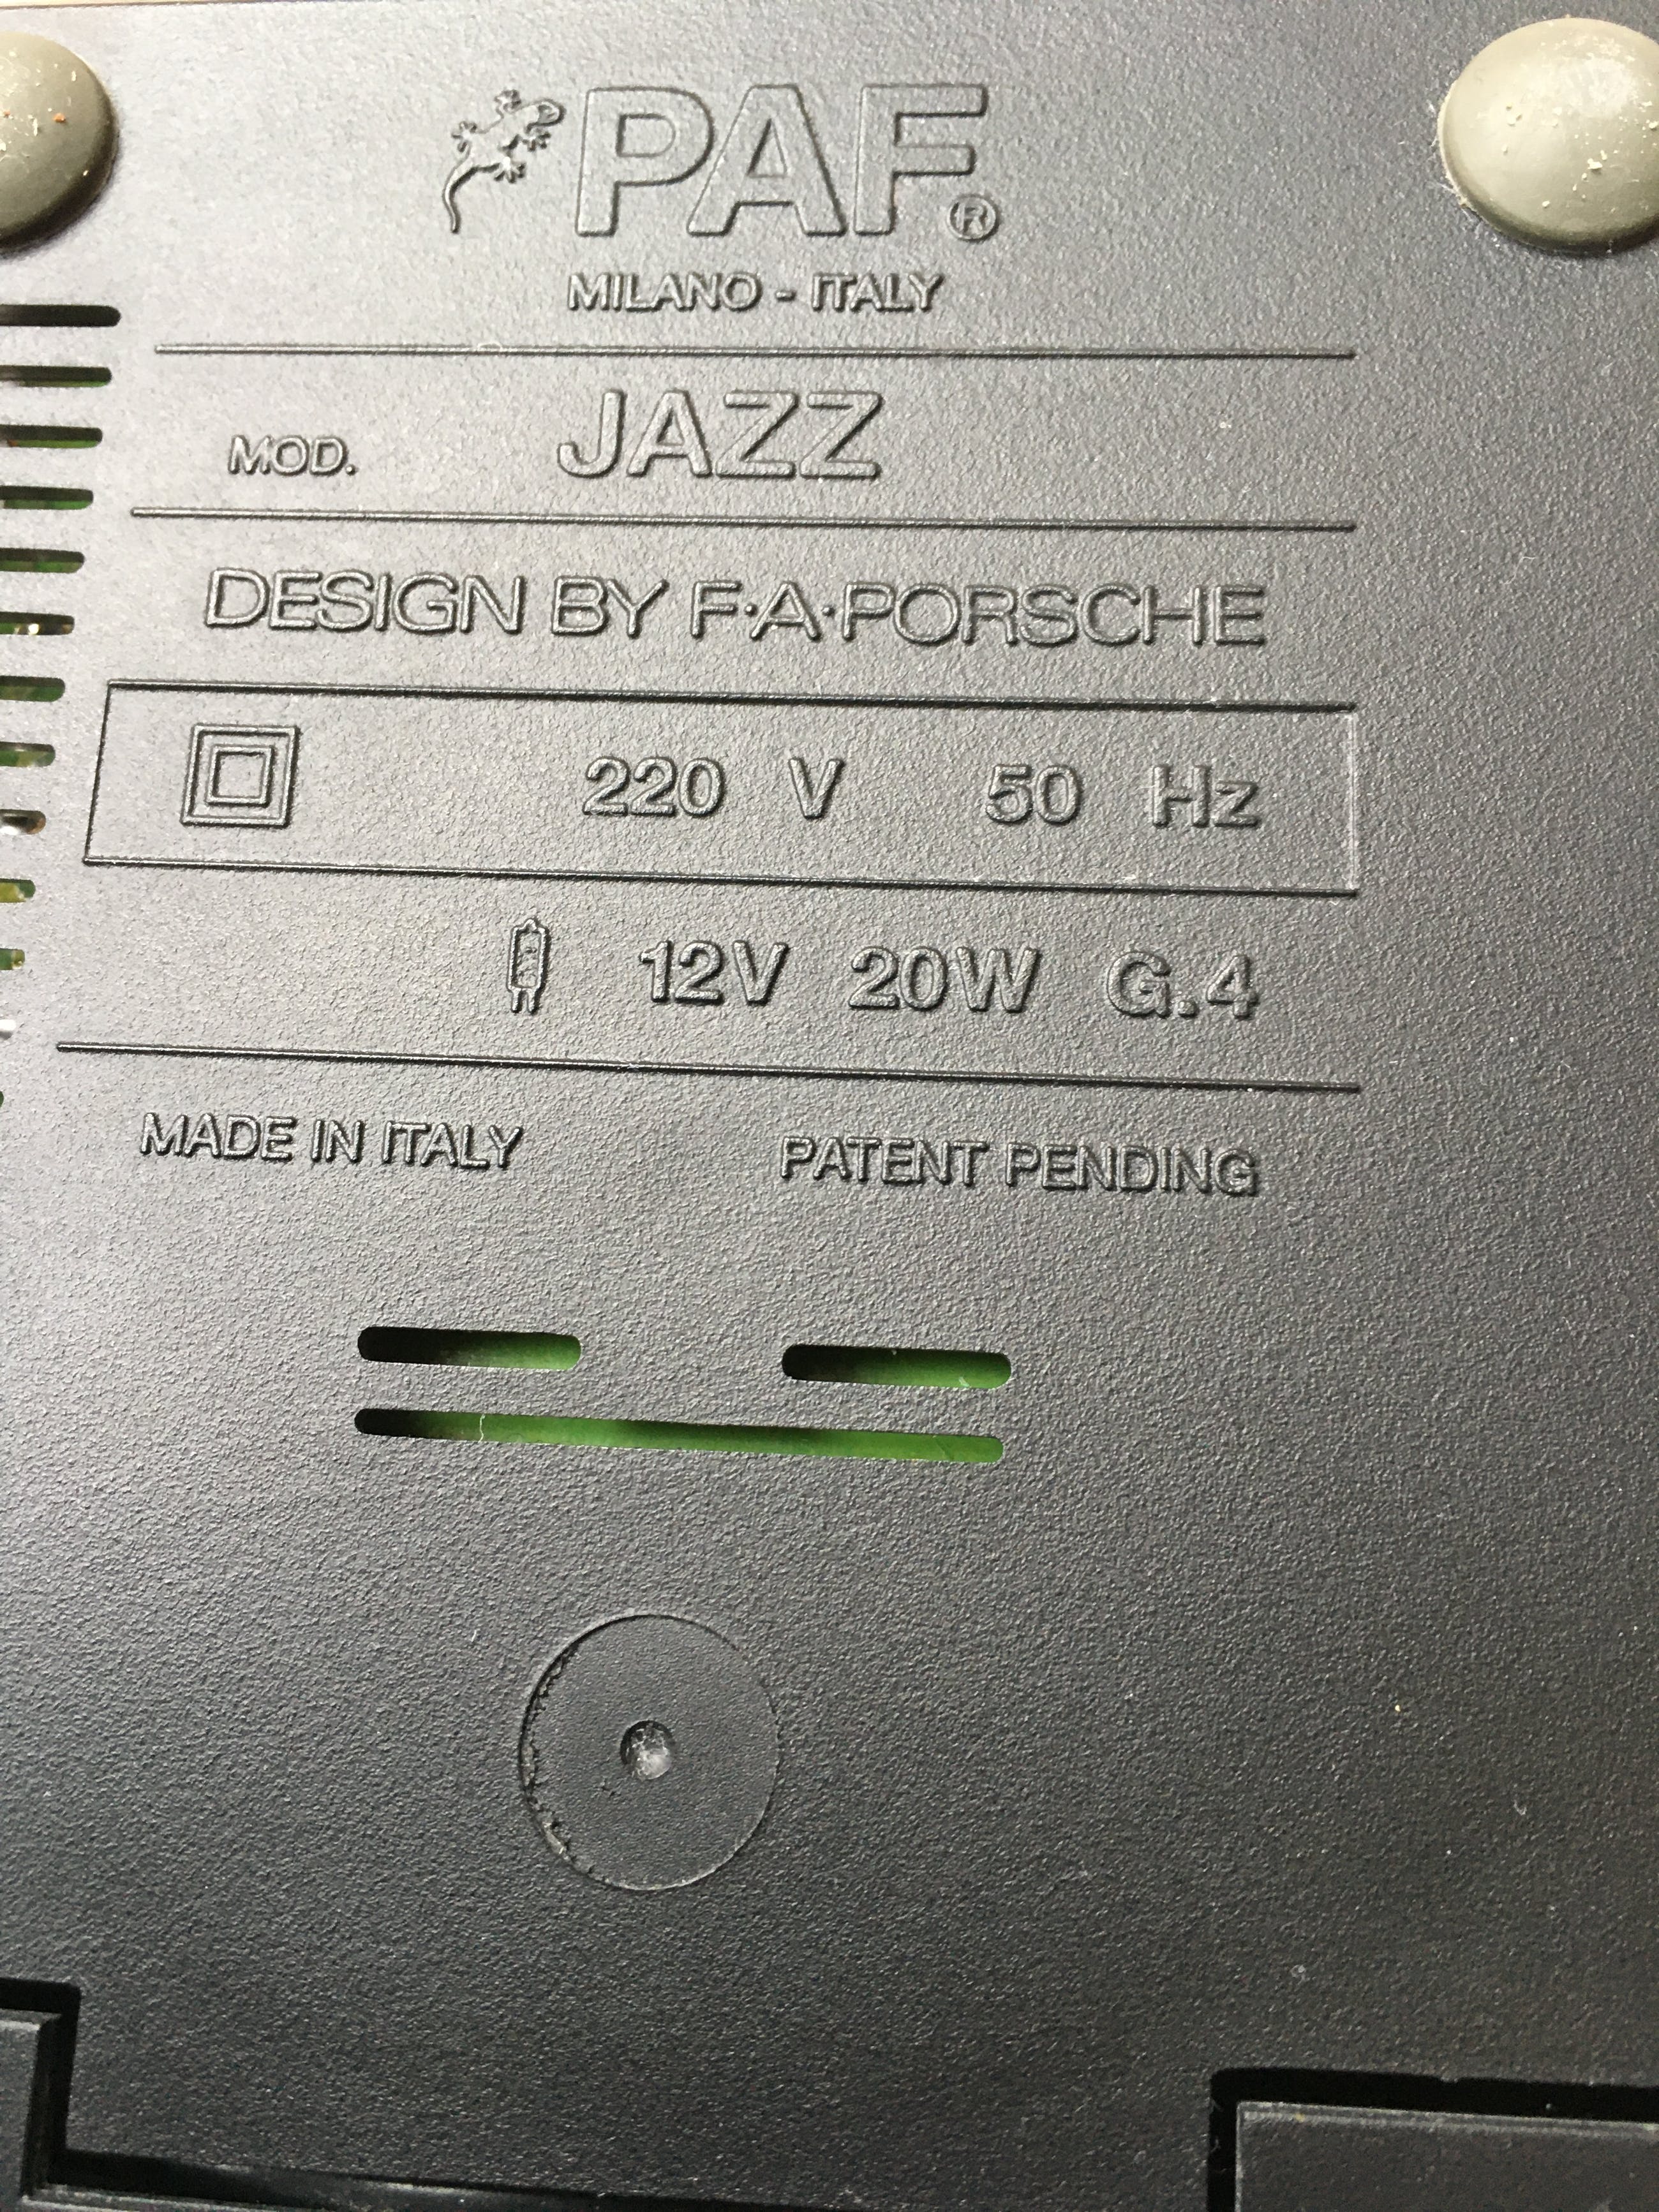 PAF®
MILANO - ITALY
MOD. JAZZ
DESIGN BY F·A·PORSCHE
220 V 50 Hz
12V 20W G.4
MADE IN ITALY PATENT PENDING